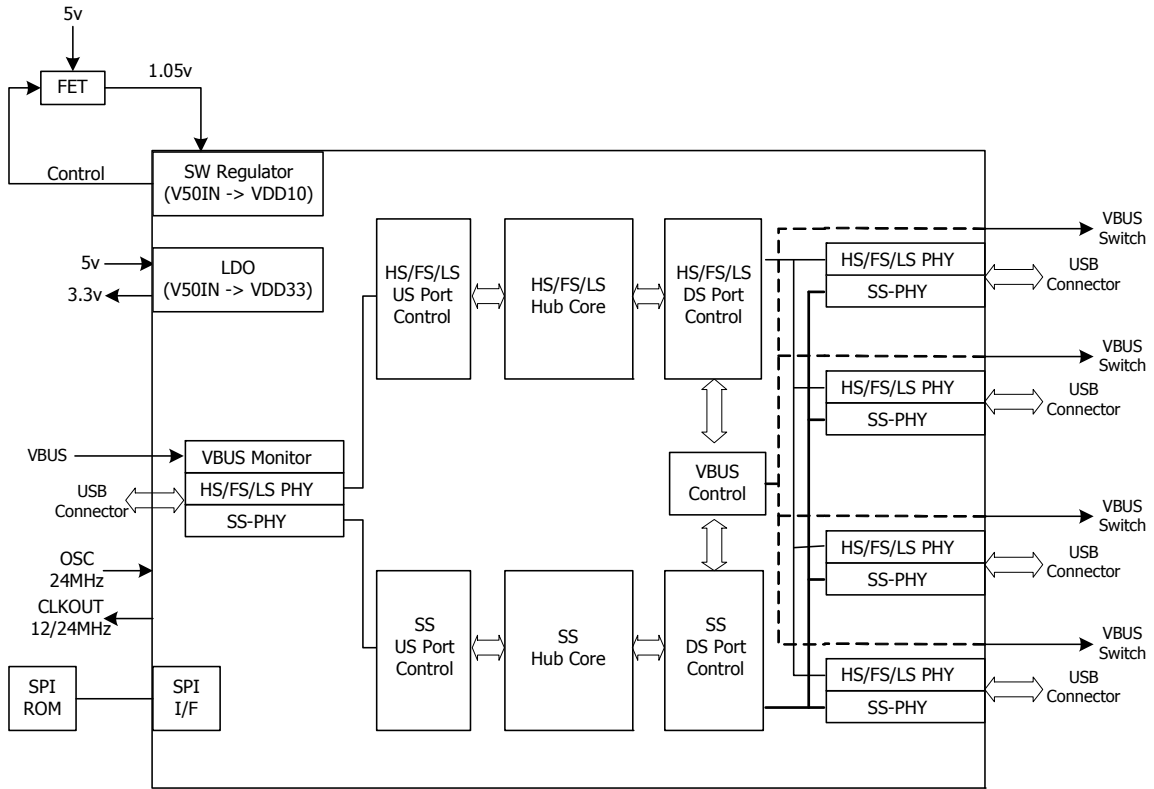 5v
FET
1.05v
Control
SW Regulator
(V50IN -> VDD10)
5v
3.3v
LDO
(V50IN -> VDD33)
HS/FS/LS
US Port
Control
HS/FS/LS
Hub Core
HS/FS/LS
DS Port
Control
VBUS
Switch
HS/FS/LS PHY
SS-PHY
USB
Connector
VBUS
Switch
HS/FS/LS PHY
SS-PHY
USB
Connector
VBUS
VBUS Monitor
HS/FS/LS PHY
SS-PHY
USB
Connector
VBUS
Control
VBUS
Switch
HS/FS/LS PHY
SS-PHY
USB
Connector
OSC
24MHz
CLKOUT
12/24MHz
SS
US Port
Control
SS
Hub Core
SS
DS Port
Control
VBUS
Switch
HS/FS/LS PHY
SS-PHY
USB
Connector
SPI
ROM
SPI
I/F